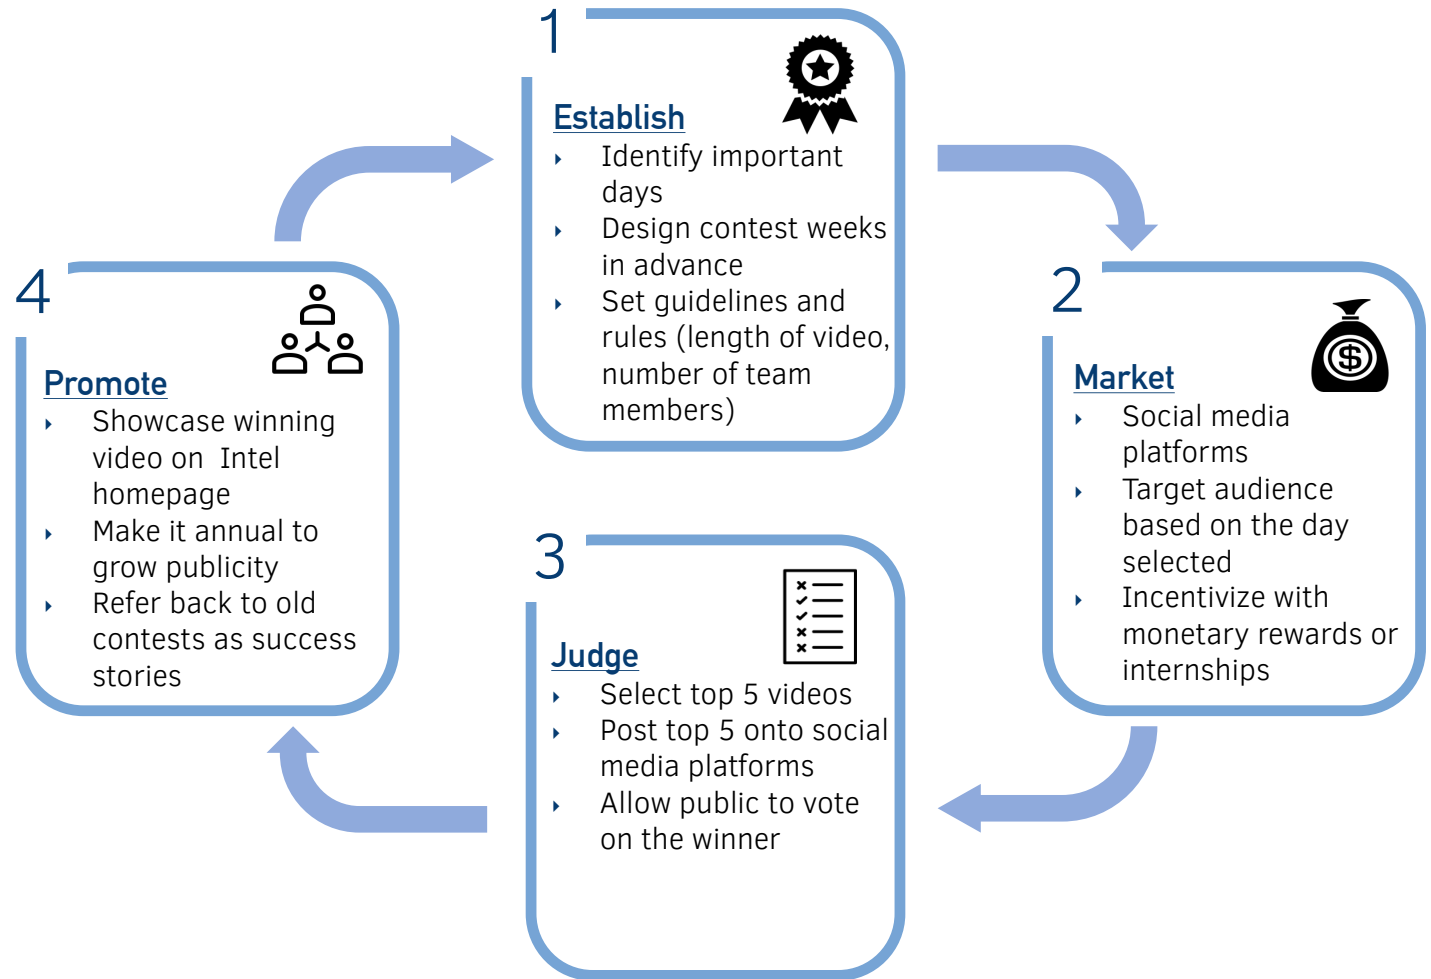 1
Establish
‣ Identify important
days
‣ Design contest weeks
in advance
‣ Set guidelines and
rules (length of video,
number of team
members)
2
Market
‣ Social media
platforms
‣ Target audience
based on the day
selected
‣ Incentivize with
monetary rewards or
internships
$
3
Judge
‣ Select top 5 videos
‣ Post top 5 onto social
media platforms
‣ Allow public to vote
on the winner
4
Promote
‣ Showcase winning
video on  Intel
homepage
‣ Make it annual to
grow publicity
‣ Refer back to old
contests as success
stories